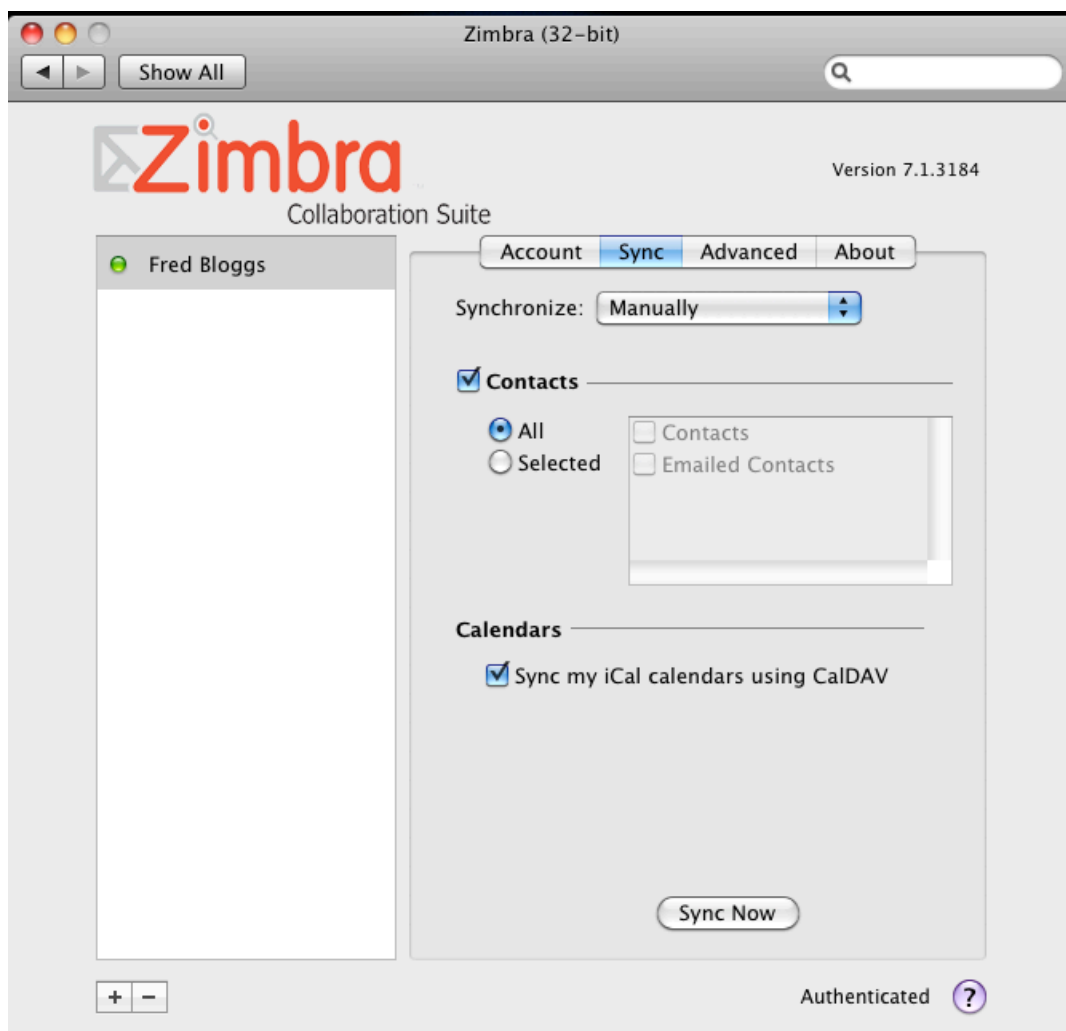 Zimbra (32-bit)
Show All
Zimbra
Version 7.1.3184
Collaboration Suite
Fred Bloggs
Account Sync Advanced About
Synchronize: Manually
Contacts
All
Selected
Contacts
Emailed Contacts
Calendars
Sync my iCal calendars using CalDAV
Sync Now
+ −
Authenticated ?